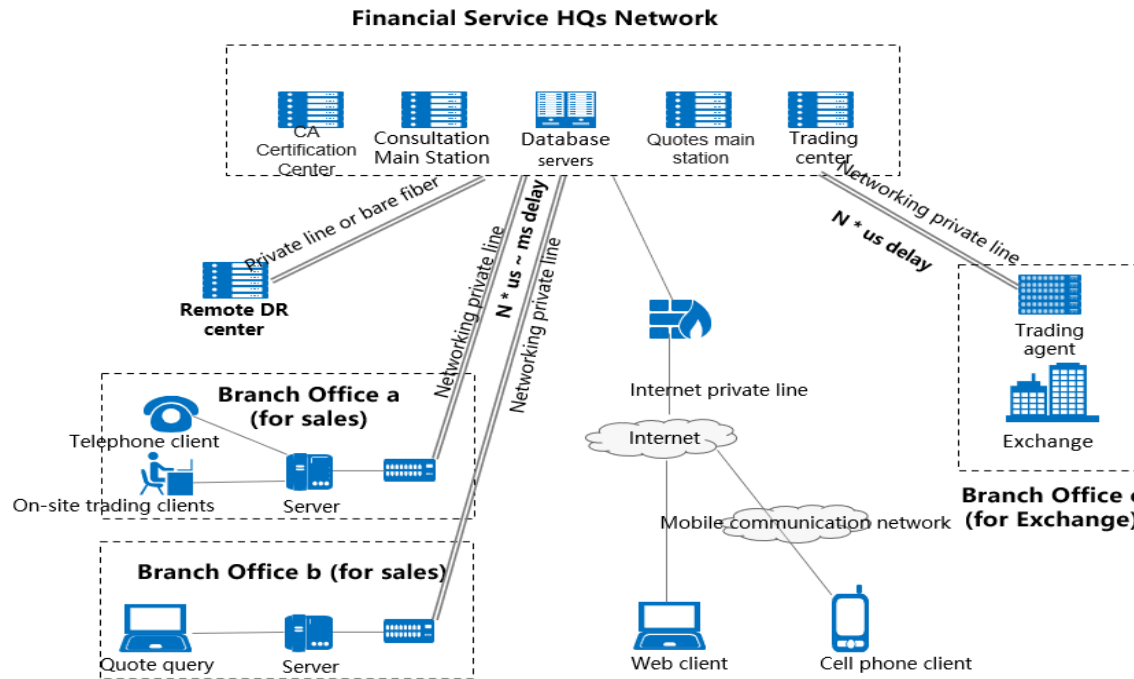 Financial Service HQs Network
CA
Certification
Center
Consultation
Main Station
Database
servers
Quotes main
station
Trading
center
Private line or bare fiber
Networking private line
N * us ~ ms delay
Networking private line
Networking private line
N * us delay
Remote DR
center
Trading
agent
Exchange
Branch Office c
(for Exchange)
Internet private line
Internet
Mobile communication network
Web client
Cell phone client
Branch Office a
(for sales)
Telephone client
On-site trading clients
Server
Branch Office b (for sales)
Quote query
Server